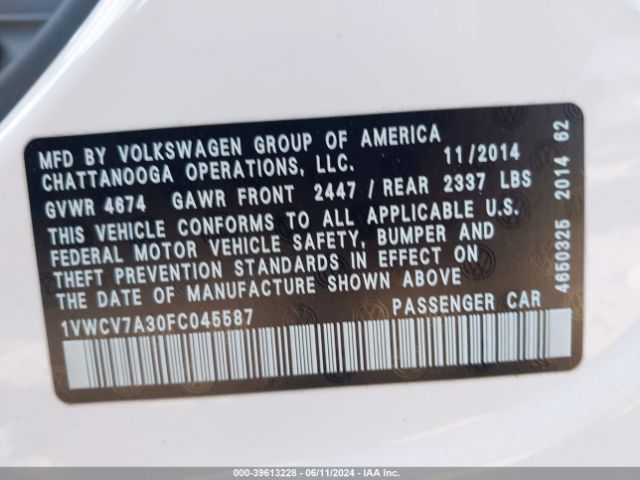 MFD BY VOLKSWAGEN GROUP OF AMERICA
CHATTANOOGA OPERATIONS, LLC. 11/2014
GVWR 4674 GAWR FRONT 2447 / REAR 2337 LBS
THIS VEHICLE CONFORMS TO ALL APPLICABLE U.S.
FEDERAL MOTOR VEHICLE SAFETY, BUMPER AND
THEFT PREVENTION STANDARDS IN EFFECT ON
THE DATE OF MANUFACTURE SHOWN ABOVE
1VWCV7A30FC045587 PASSENGER CAR
4650325 2014 62
000-39613228 - 06/11/2024 - IAA Inc.